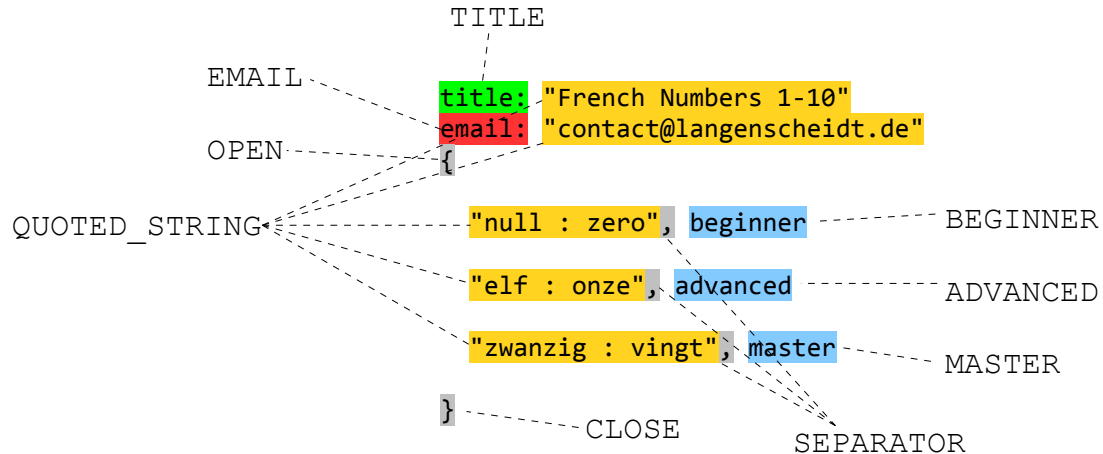 TITLE
EMAIL
title: "French Numbers 1-10"
email: "contact@langenscheidt.de"
OPEN
{
QUOTED_STRING
"null : zero", beginner
BEGINNER
"elf : onze", advanced
ADVANCED
"zwanzig : vingt", master
MASTER
}
CLOSE
SEPARATOR